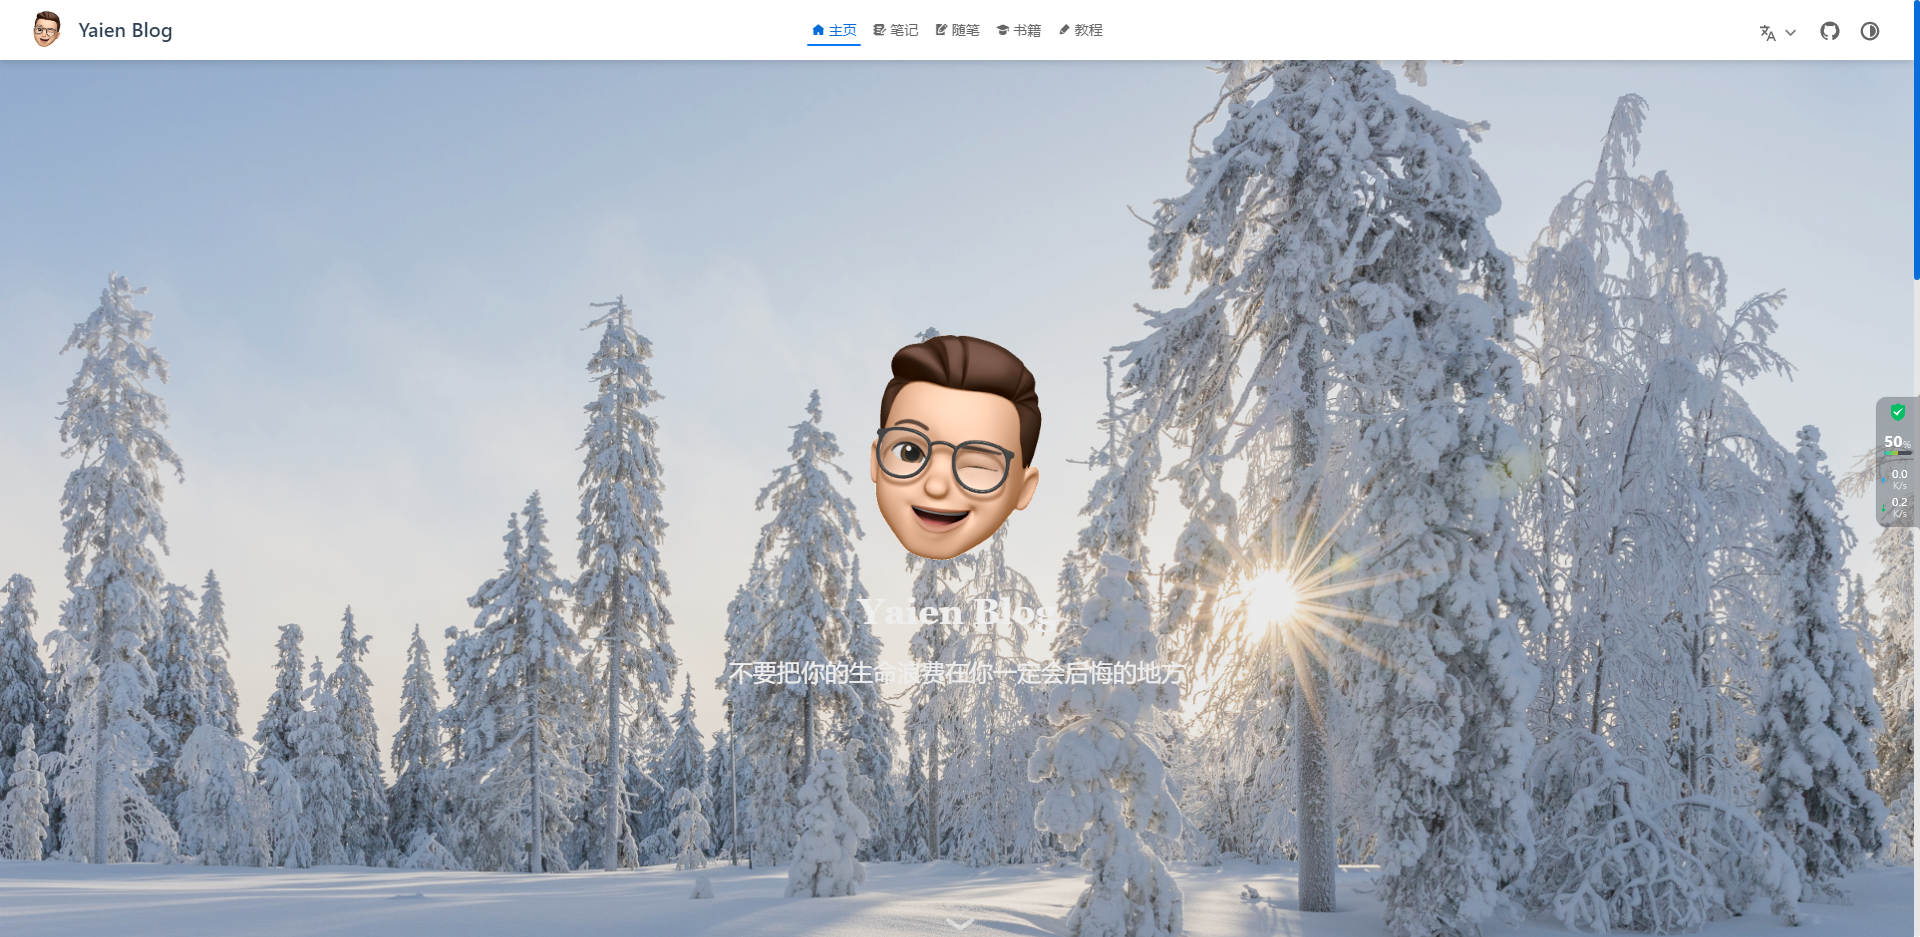 Yaien Blog
主页 笔记 随笔 书籍 教程
50%
0.0
K/s
0.2
K/s
Yaien Blog
不要把你的生命浪费在你一定会后悔的地方